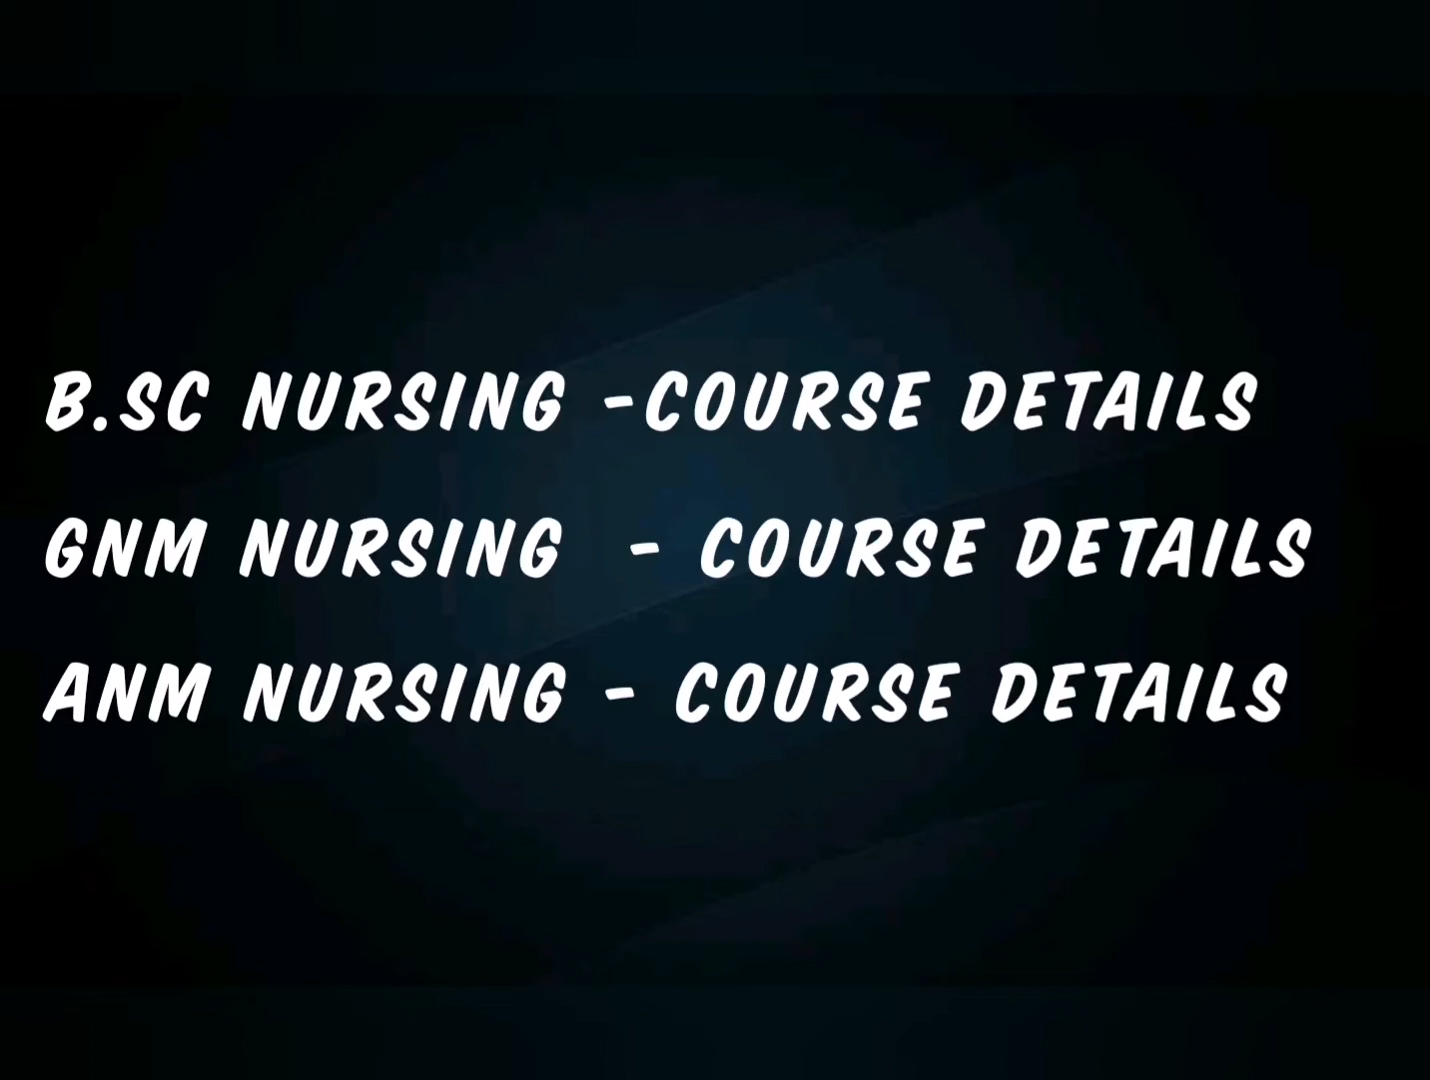 B.SC NURSING -COURSE DETAILS
GNM NURSING - COURSE DETAILS
ANM NURSING - COURSE DETAILS